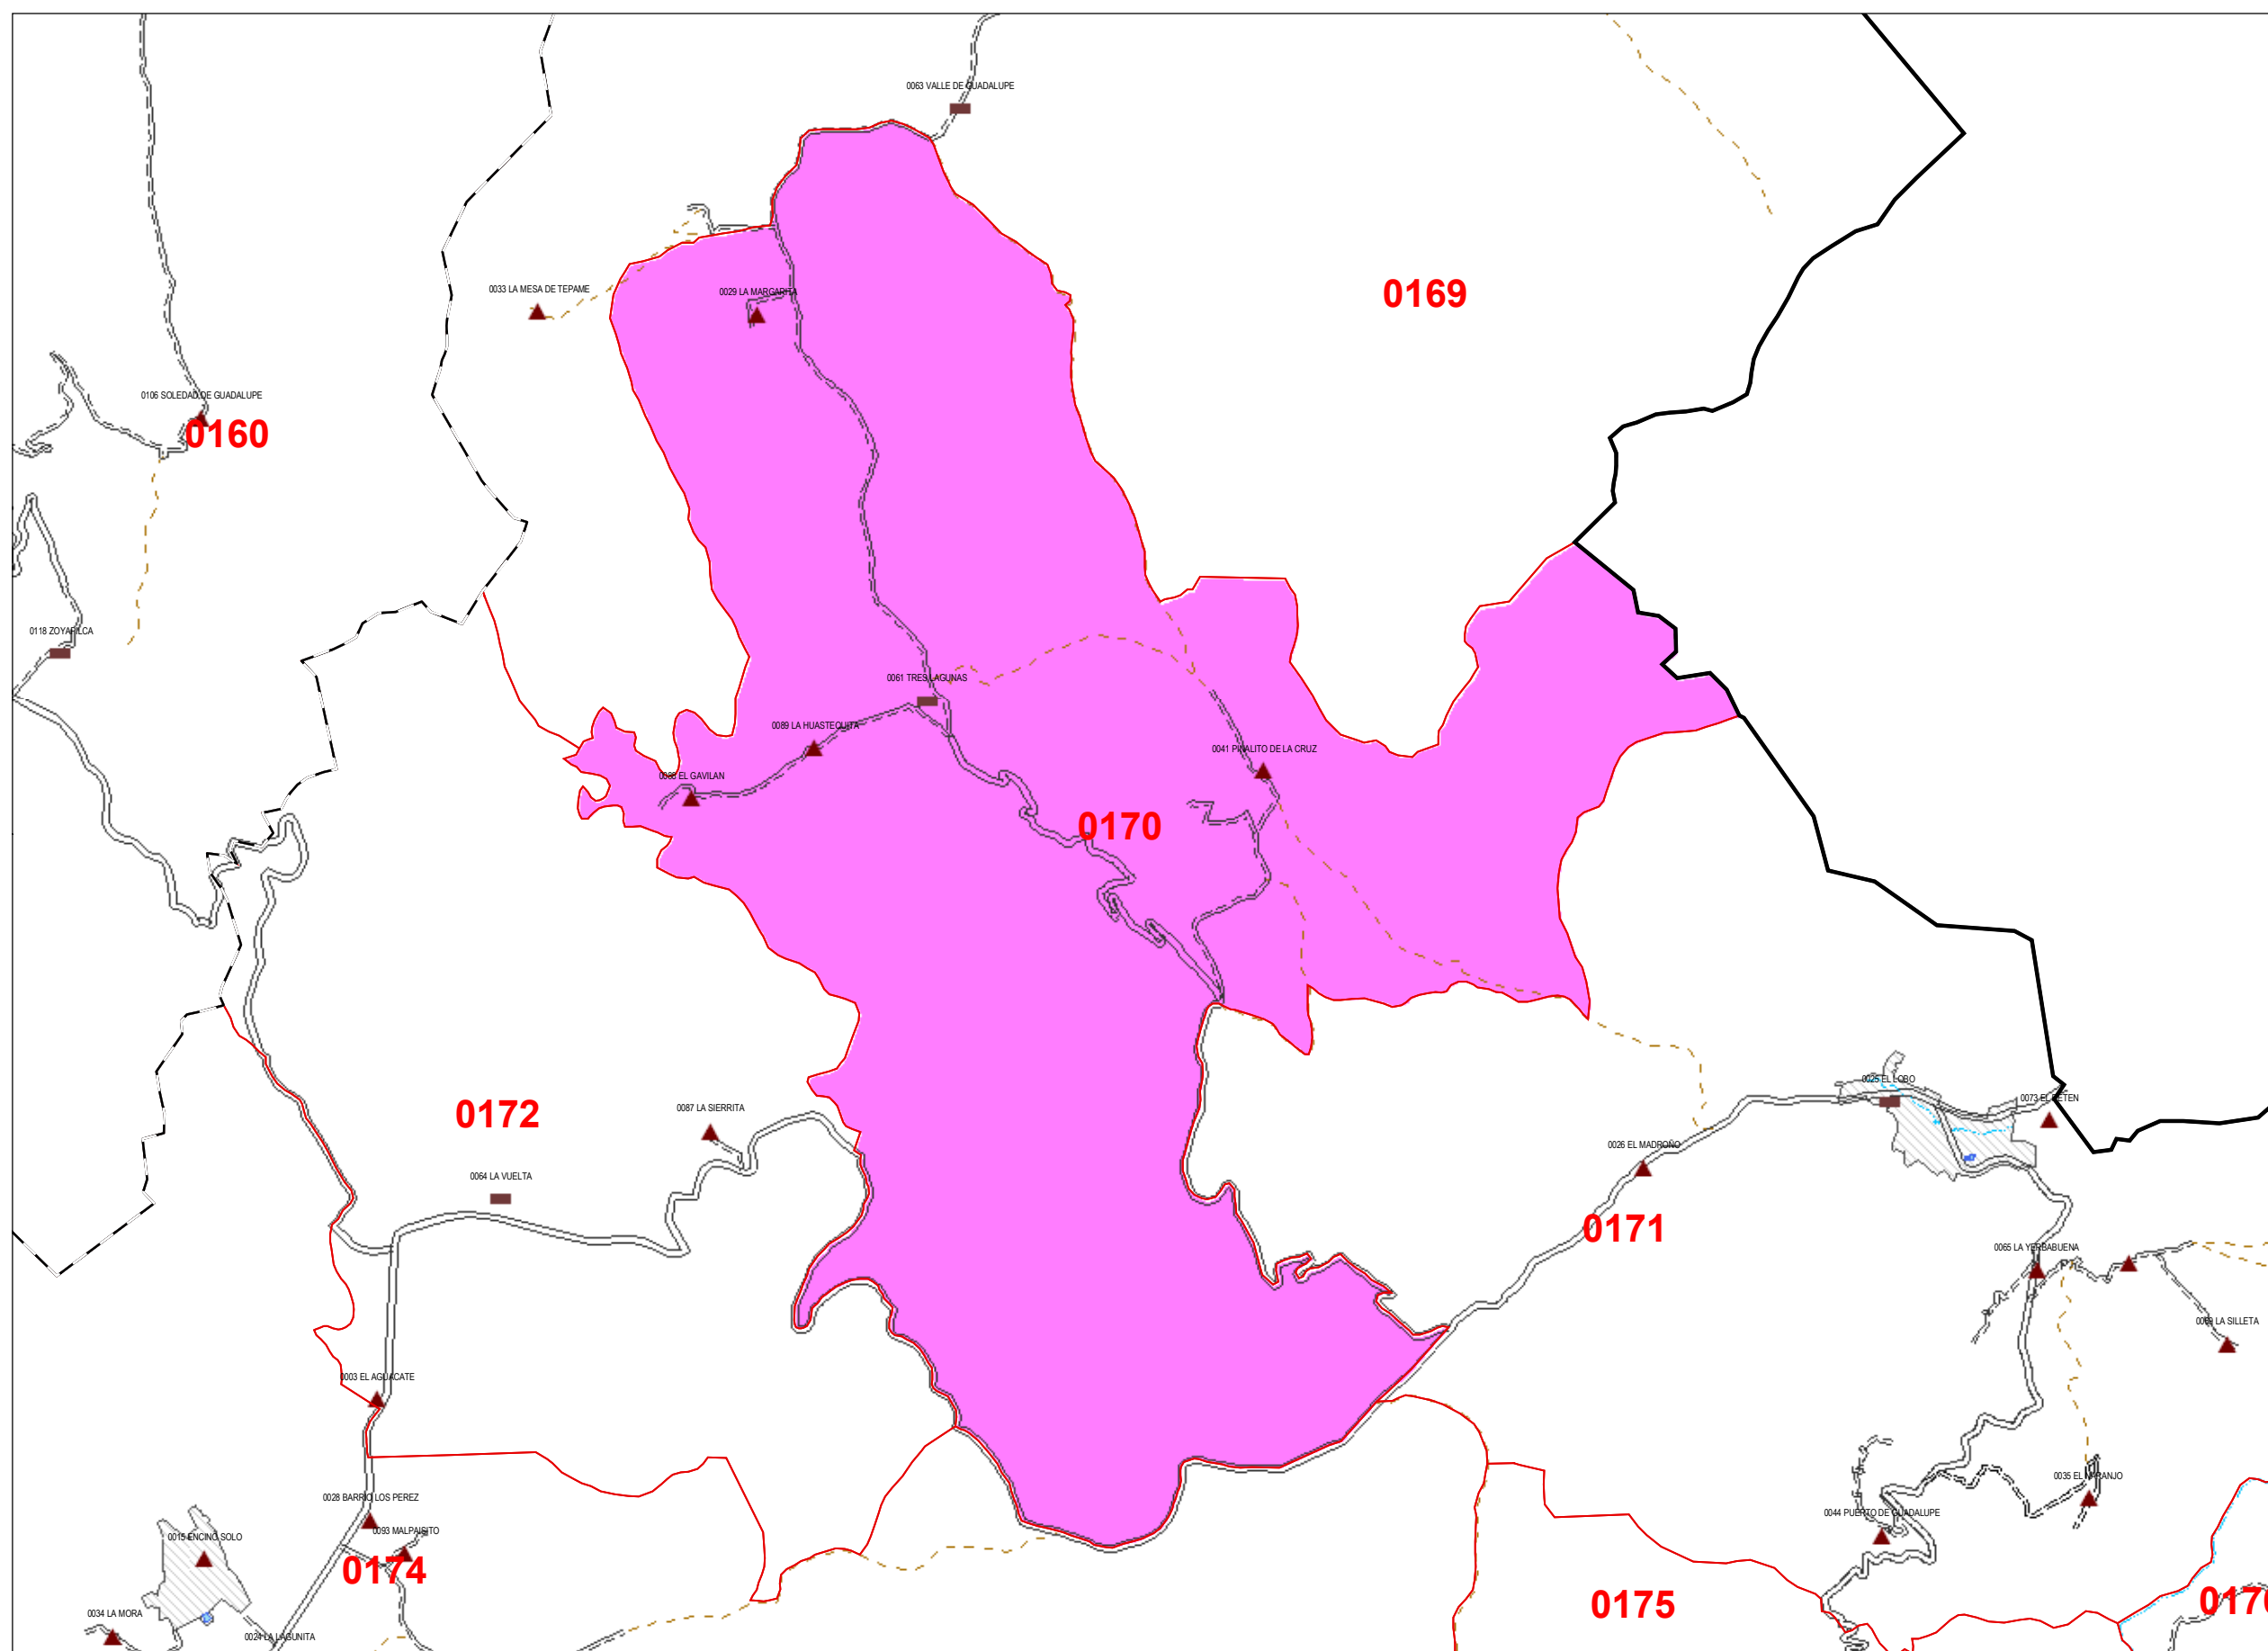 0063 VALLE DE GUADALUPE
0169
0033 LA MESA DE TEPAME
0029 LA MARGARITA
0106 SOLEDAD DE GUADALUPE
0160
0118 ZOYAPILCA
0061 TRES LAGUNAS
0089 LA HUASTEQUITA
0041 PINALITO DE LA CRUZ
EL GAVILAN
0170
0025 EL LOBO
0073 EL RETEN
0172
0087 LA SIERRITA
0026 EL MADROÑO
0064 LA VUELTA
0171
0065 LA YERBABUENA
0069 LA SILLETA
0003 EL AGUACATE
0035 EL NARANJO
0028 BARRIO LOS PEREZ
0044 PUERTO DE GUADALUPE
0015 ENCINO SOLO
0093 MALPAISITO
0174
0175
0034 LA MORA
0024 LA LAGUNITA